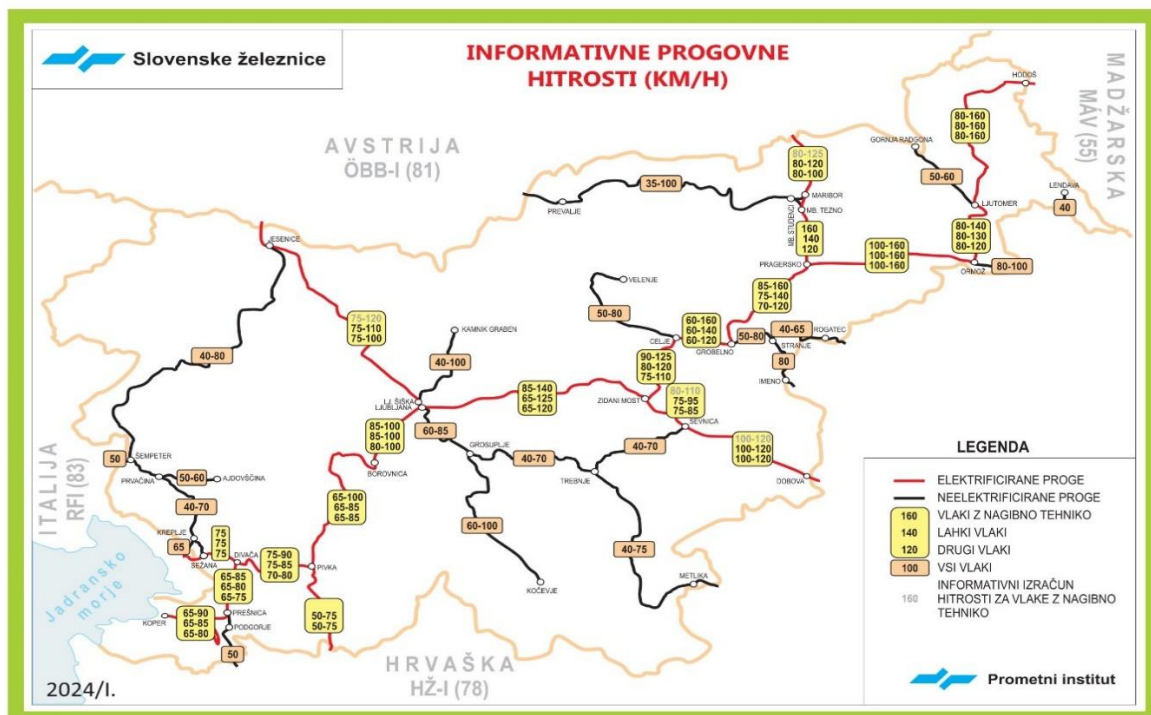 Slovenske železnice
INFORMATIVNE PROGOVNE
HITROSTI (KM/H)
AVSTRIJA
ÖBB-I (81)
MADŽARSKA
MÁV (55)
ITALIJA
RFI (83)
HRVAŠKA
HŽ-I (78)
Jadransko
morje
HODOŠ
80-160
80-160
80-160
GORNJA RADGONA
50-60
LENDAVA
40
LJUTOMER
80-140
80-130
80-120
ORMOŽ
80-100
80-125
80-120
80-100
MARIBOR
MB. TEZNO
MB. STUDENCI
35-100
PREVALJE
160
140
120
PRAGERSKO
100-160
100-160
100-160
85-160
75-140
70-120
VELENJE
50-80
CELJE
60-160
60-140
60-120
GROBELNO
50-80
40-65
ROGATEC
STRANJE
80
IMENO
90-125
80-120
75-110
ZIDANI MOST
80-110
75-95
75-85
SEVNICA
100-120
100-120
100-120
DOBOVA
JESENICE
75-120
75-110
75-100
KAMNIK GRABEN
40-100
40-80
LJ. ŠIŠKA
LJUBLJANA
85-140
65-125
65-120
60-85
GROSUPLJE
40-70
TREBNJE
40-70
85-100
85-100
80-100
BOROVNICA
60-100
KOČEVJE
40-75
METLIKA
65-100
65-85
65-85
50
ŠEMPETER
PRVAČINA
50-60
AJDOVŠČINA
40-70
KREPLJE
65
SEŽANA
75
75
75
DIVAČA
75-90
75-85
70-80
PIVKA
65-85
65-80
65-75
PREŠNICA
PODGORJE
KOPER
65-90
65-85
65-80
50
50-75
50-75
LEGENDA
ELEKTRIFICIRANE PROGE
NEELEKTRIFICIRANE PROGE
160 VLAKI Z NAGIBNO TEHNIKO
140 LAHKI VLAKI
120 DRUGI VLAKI
100 VSI VLAKI
INFORMATIVNI IZRAČUN
160 HITROSTI ZA VLAKE Z NAGIBNO
TEHNIKO
Prometni institut
2024/I.